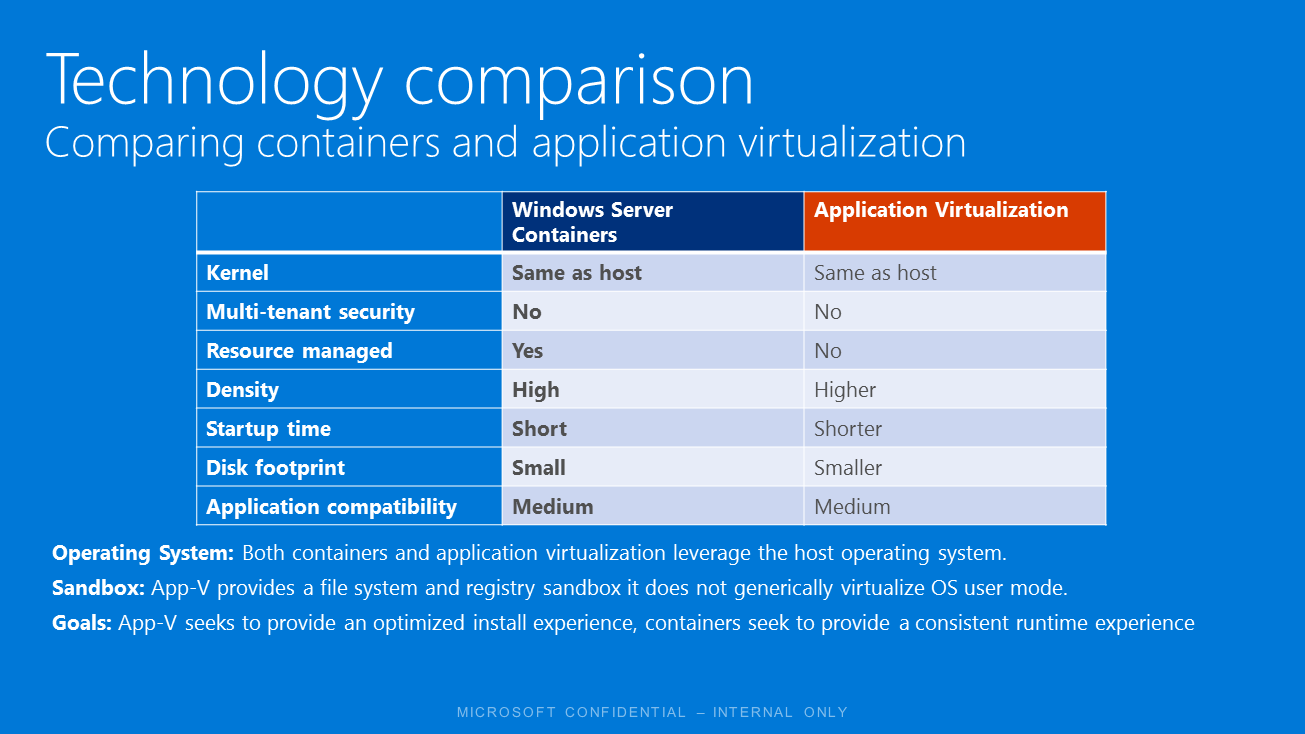 Technology comparison
Comparing containers and application virtualization
Windows Server
Containers
Application Virtualization
Kernel Same as host Same as host
Multi-tenant security No No
Resource managed Yes No
Density High Higher
Startup time Short Shorter
Disk footprint Small Smaller
Application compatibility Medium Medium
Operating System: Both containers and application virtualization leverage the host operating system.
Sandbox: App-V provides a file system and registry sandbox it does not generically virtualize OS user mode.
Goals: App-V seeks to provide an optimized install experience, containers seek to provide a consistent runtime experience
MICROSOFT CONFIDENTIAL – INTERNAL ONLY